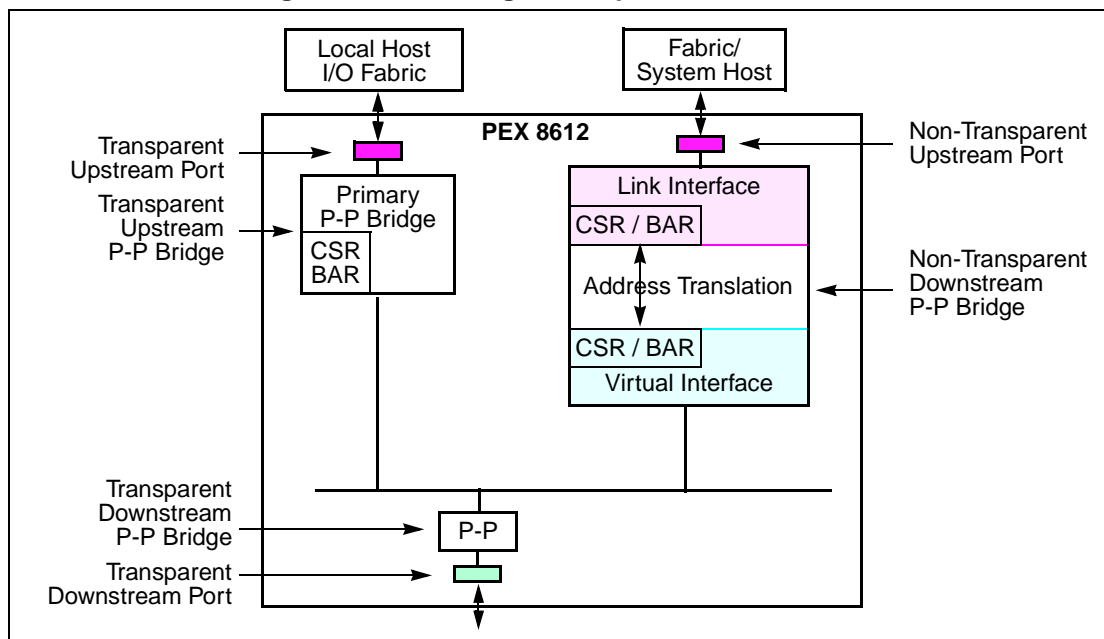 Local Host
I/O Fabric
Fabric/
System Host
PEX 8612
Transparent
Upstream Port
Non-Transparent
Upstream Port
Transparent
Upstream
P-P Bridge
Primary
P-P Bridge
CSR
BAR
Link Interface
CSR / BAR
Address Translation
CSR / BAR
Virtual Interface
Non-Transparent
Downstream
P-P Bridge
Transparent
Downstream
P-P Bridge
P-P
Transparent
Downstream Port